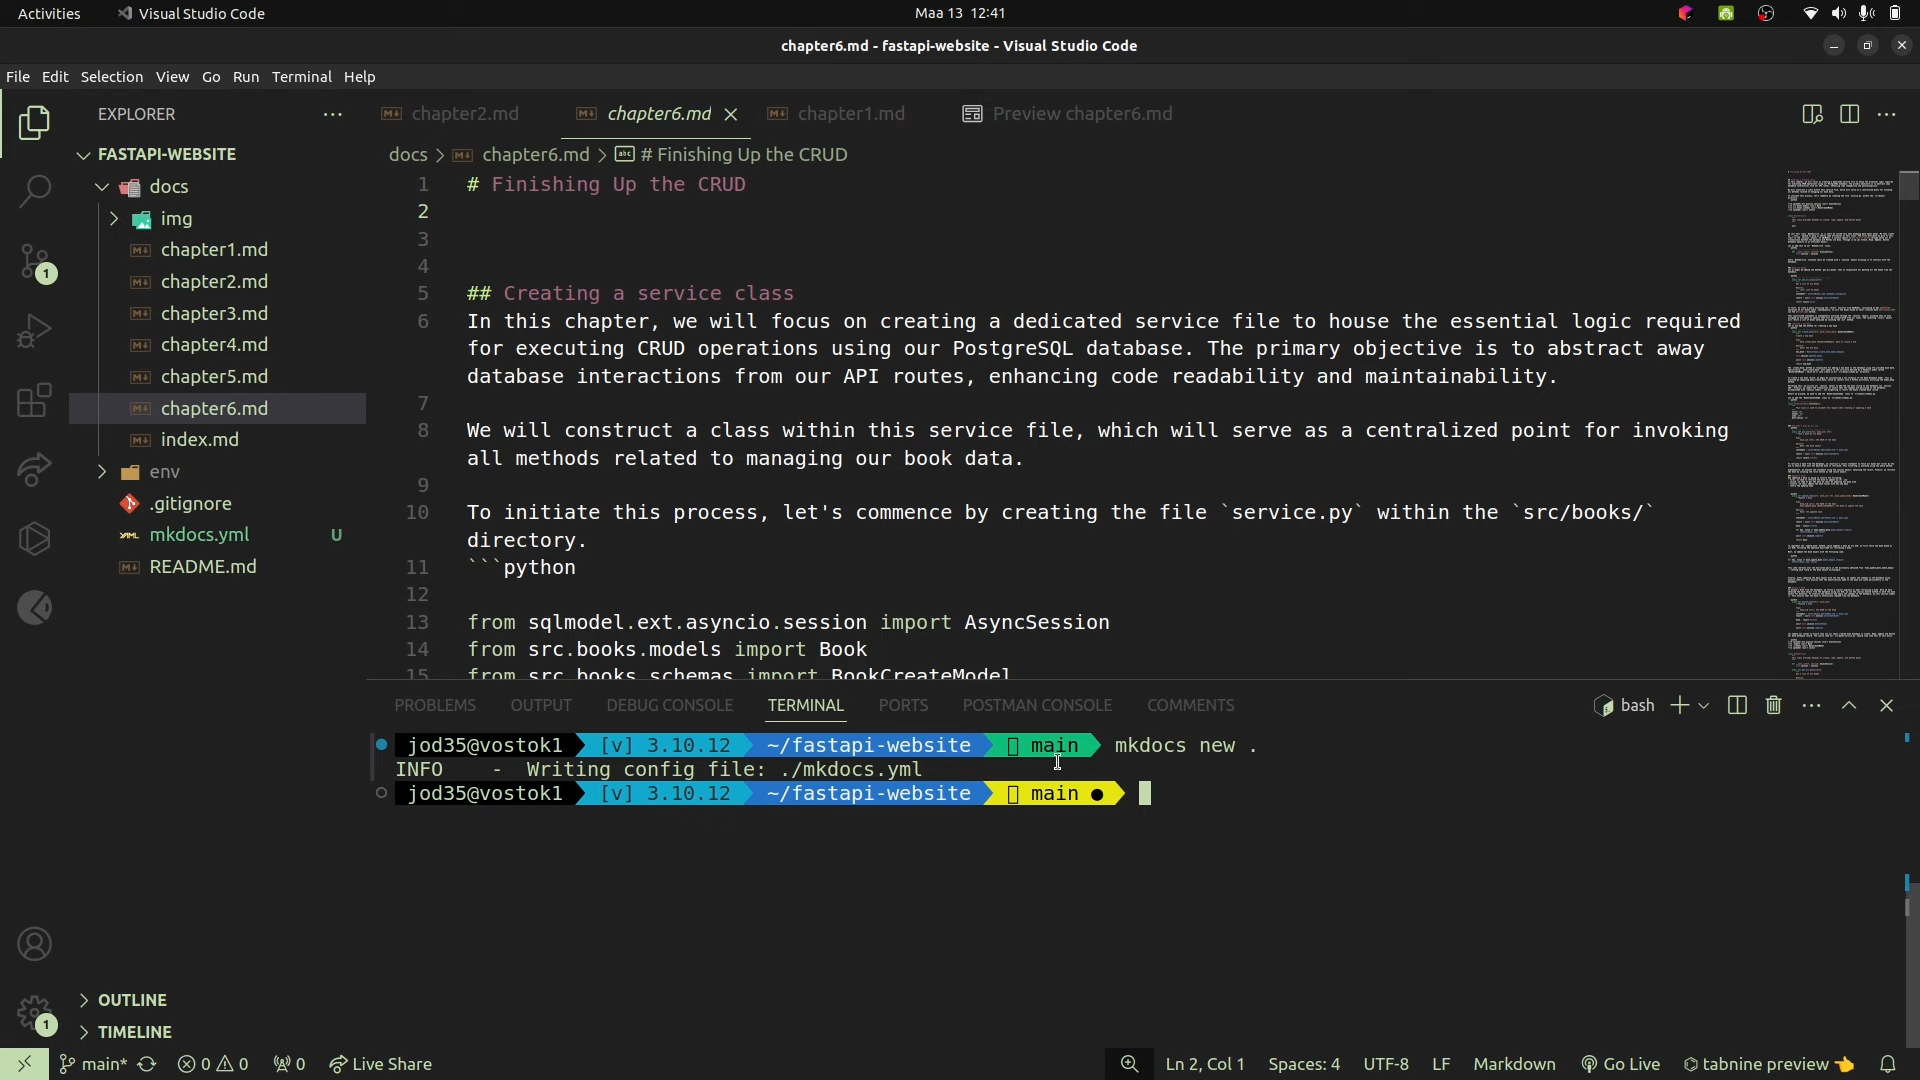 Activities
Visual Studio Code
Maa 13 12:41
chapter6.md - fastapi-website - Visual Studio Code
File Edit Selection View Go Run Terminal Help
EXPLORER
FASTAPI-WEBSITE
docs
img
chapter1.md
chapter2.md
chapter3.md
chapter4.md
chapter5.md
chapter6.md
index.md
env
.gitignore
mkdocs.yml U
README.md
OUTLINE
TIMELINE
1
1
chapter2.md
chapter6.md
chapter1.md
Preview chapter6.md
docs > chapter6.md > # Finishing Up the CRUD
1 # Finishing Up the CRUD
2
3
4
5 ## Creating a service class
6 In this chapter, we will focus on creating a dedicated service file to house the essential logic required
for executing CRUD operations using our PostgreSQL database. The primary objective is to abstract away
database interactions from our API routes, enhancing code readability and maintainability.
7
8 We will construct a class within this service file, which will serve as a centralized point for invoking
all methods related to managing our book data.
9
10 To initiate this process, let's commence by creating the file `service.py` within the `src/books/`
directory.
11 ```python
12
13 from sqlmodel.ext.asyncio.session import AsyncSession
14 from src.books.models import Book
15 from src.books.schemas import BookCreateModel
PROBLEMS OUTPUT DEBUG CONSOLE TERMINAL PORTS POSTMAN CONSOLE COMMENTS
bash
jod35@vostok1 [v] 3.10.12 ~/fastapi-website main mkdocs new .
INFO - Writing config file: ./mkdocs.yml
jod35@vostok1 [v] 3.10.12 ~/fastapi-website main ●
main* 0 0 0 Live Share
Ln 2, Col 1 Spaces: 4 UTF-8 LF Markdown Go Live tabnine preview 👈